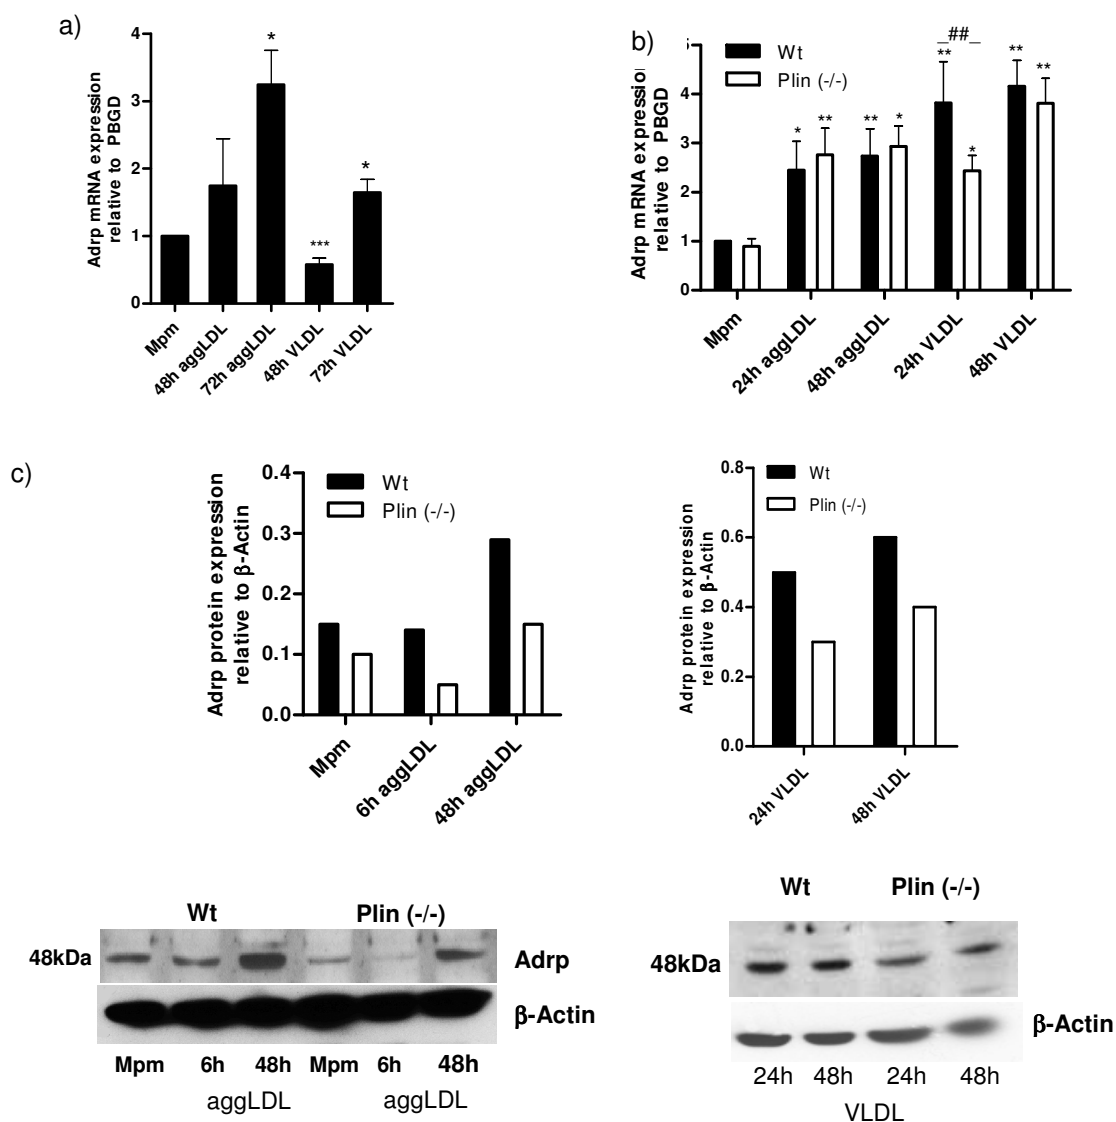 a)
Adrp mRNA expression
relative to PBGD
4
3
2
1
0
*
***
*
Mpm
48h aggLDL
72h aggLDL
48h VLDL
72h VLDL
b)
Adrp mRNA expression
relative to PBGD
5
4
3
2
1
0
Wt
Plin (-/-)
_##_
*
**
**
*
**
*
**
**
Mpm
24h aggLDL
48h aggLDL
24h VLDL
48h VLDL
c)
Adrp protein expression
relative to β-Actin
0.4
0.3
0.2
0.1
0.0
Wt
Plin (-/-)
Mpm
6h aggLDL
48h aggLDL
Adrp protein expression
relative to β-Actin
0.8
0.6
0.4
0.2
0.0
Wt
Plin (-/-)
24h VLDL
48h VLDL
Wt Plin (-/-)
48kDa
Adrp
β-Actin
Mpm 6h 48h Mpm 6h 48h
aggLDL aggLDL
Wt Plin (-/-)
48kDa
β-Actin
24h 48h 24h 48h
VLDL